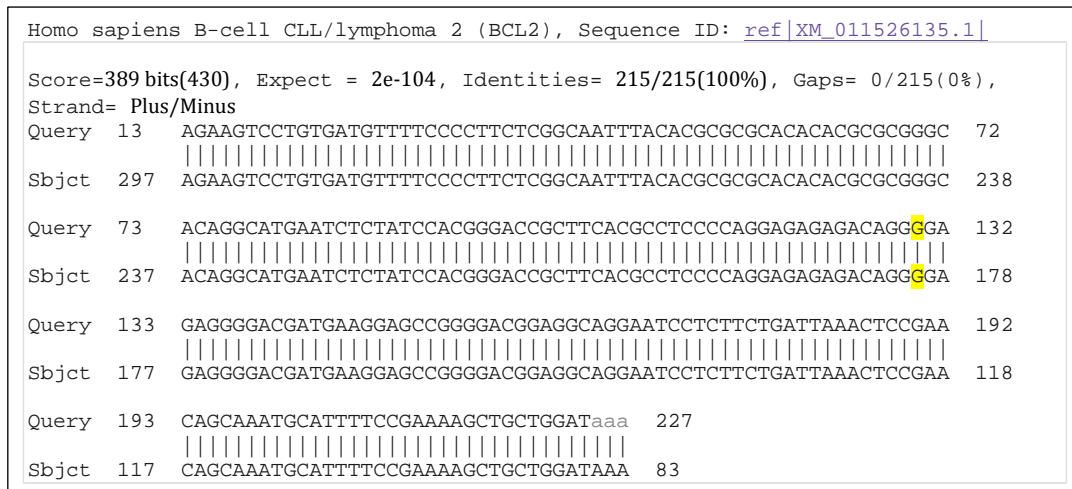 Homo sapiens B-cell CLL/lymphoma 2 (BCL2), Sequence ID: ref|XM_011526135.1|
Score=389 bits(430), Expect = 2e-104, Identities= 215/215(100%), Gaps= 0/215(0%),
Strand= Plus/Minus
Query 13 AGAAGTCCTGTGATGTTTTCCCCTTCTCGGCAATTTACACGCGCGCACACACGCGCGGGC 72
||||||||||||||||||||||||||||||||||||||||||||||||||||||||||||
Sbjct 297 AGAAGTCCTGTGATGTTTTCCCCTTCTCGGCAATTTACACGCGCGCACACACGCGCGGGC 238
Query 73 ACAGGCATGAATCTCTATCCACGGGACCGCTTCACGCCTCCCCAGGAGAGAGACAGGGGA 132
||||||||||||||||||||||||||||||||||||||||||||||||||||||||||||
Sbjct 237 ACAGGCATGAATCTCTATCCACGGGACCGCTTCACGCCTCCCCAGGAGAGAGACAGGGGA 178
Query 133 GAGGGGACGATGAAGGAGCCGGGGACGGAGGCAGGAATCCTCTTCTGATTAAACTCCGAA 192
||||||||||||||||||||||||||||||||||||||||||||||||||||||||||||
Sbjct 177 GAGGGGACGATGAAGGAGCCGGGGACGGAGGCAGGAATCCTCTTCTGATTAAACTCCGAA 118
Query 193 CAGCAAATGCATTTTCCGAAAAGCTGCTGGATaaa 227
|||||||||||||||||||||||||||||||||||
Sbjct 117 CAGCAAATGCATTTTCCGAAAAGCTGCTGGATAAA 83